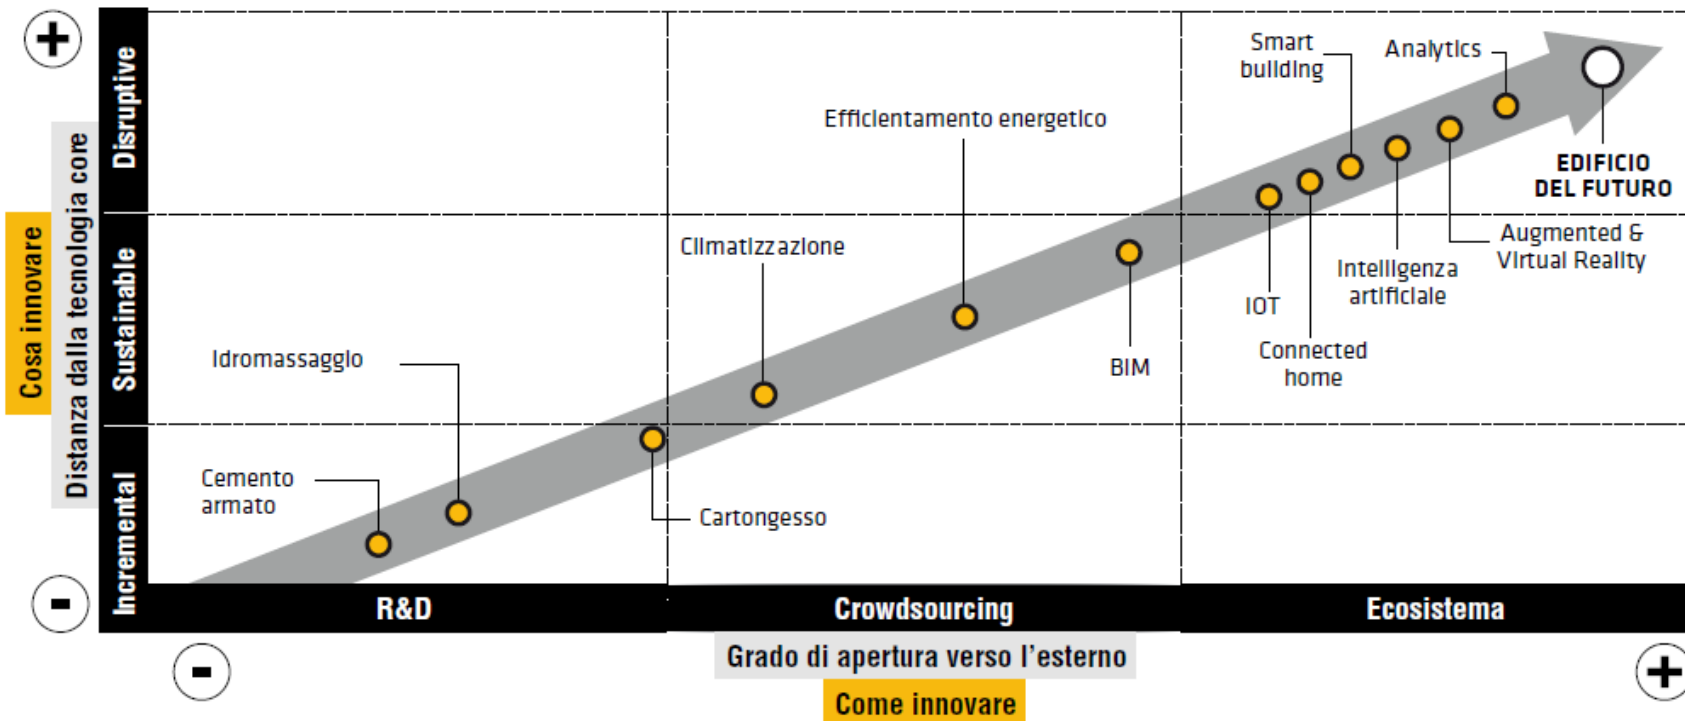 +
Smart
building
Analytics
Efficientamento energetico
EDIFICIO
DEL FUTURO
Disruptive
Sustainable
Incremental
Distanza dalla tecnologia core
Cosa innovare
Climatizzazione
Augmented &
Virtual Reality
Intelligenza
artificiale
IOT
Connected
home
BIM
Idromassaggio
Cemento
armato
Cartongesso
-
R&D
Crowdsourcing
Ecosistema
-
Grado di apertura verso l'esterno
+
Come innovare